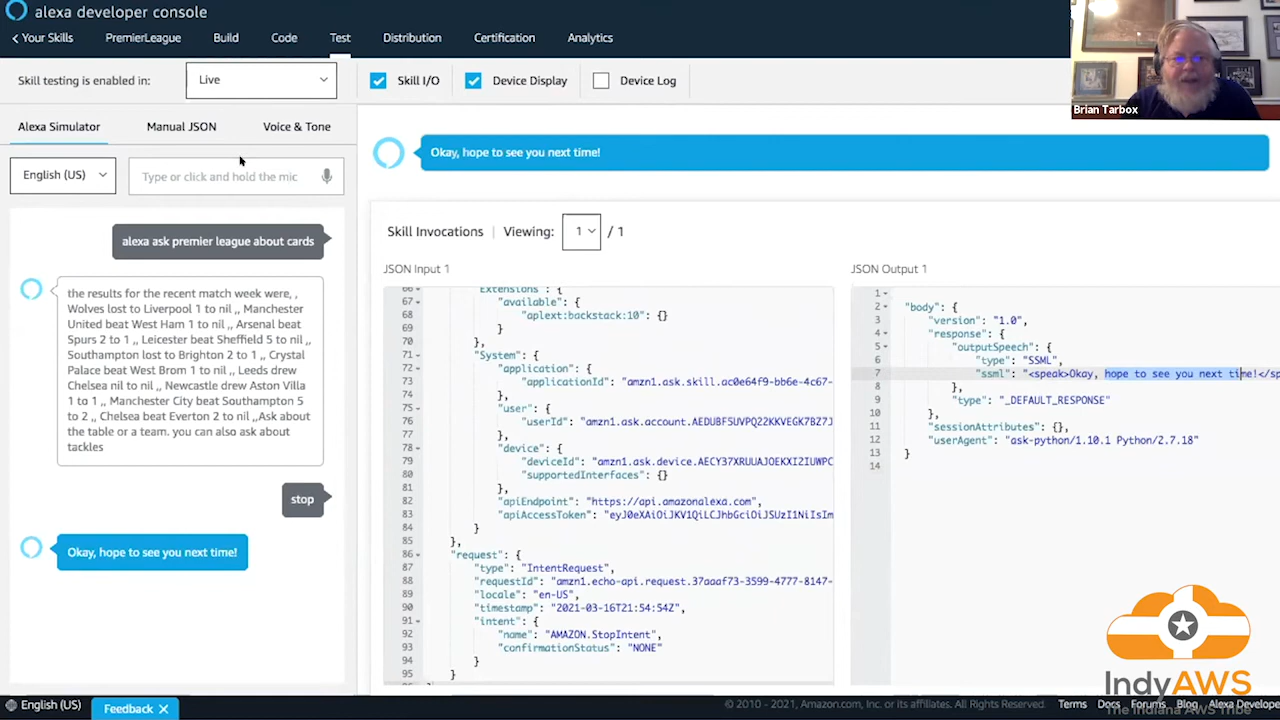 alexa developer console
Your Skills PremierLeague Build Code Test Distribution Certification Analytics
Skill testing is enabled in: Live Skill I/O Device Display Device Log
Brian Tarbox
Alexa Simulator Manual JSON Voice & Tone
English (US) Type or click and hold the mic
alexa ask premier league about cards
the results for the recent match week were, ,
Wolves lost to Liverpool 1 to nil ,, Manchester
United beat West Ham 1 to nil ,, Arsenal beat
Spurs 2 to 1 ,, Leicester beat Sheffield 5 to nil ,,
Southampton lost to Brighton 2 to 1 ,, Crystal
Palace beat West Brom 1 to nil ,, Leeds drew
Chelsea nil to nil ,, Newcastle drew Aston Villa
1 to 1 ,, Manchester City beat Southampton 5
to 2 ,, Chelsea beat Everton 2 to nil ,,Ask about
the table or a team. you can also ask about
tackles
stop
Okay, hope to see you next time!
Okay, hope to see you next time!
Skill Invocations Viewing: 1 / 1
JSON Input 1
66 Extensions": {
67 "available": {
68 "aplext:backstack:10": {}
69 }
70 },
71 "System": {
72 "application": {
73 "applicationId": "amzn1.ask.skill.ac0e64f9-bb6e-4c67-
74 },
75 "user": {
76 "userId": "amzn1.ask.account.AEDUBF5UVPQ22KKVEGK7BZ7J
77 },
78 "device": {
79 "deviceId": "amzn1.ask.device.AECY37XRUUAJOEKXI2IUWPC
80 "supportedInterfaces": {}
81 },
82 "apiEndpoint": "https://api.amazonalexa.com",
83 "apiAccessToken": "eyJ0eXAiOiJKV1QiLCJhbGciOiJSUzI1NiIsIm
84 }
85 },
86 "request": {
87 "type": "IntentRequest",
88 "requestId": "amzn1.echo-api.request.37aaaf73-3599-4777-8147-
89 "locale": "en-US",
90 "timestamp": "2021-03-16T21:54:54Z",
91 "intent": {
92 "name": "AMAZON.StopIntent",
93 "confirmationStatus": "NONE"
94 }
95 }
JSON Output 1
1 {
2 "body": {
3 "version": "1.0",
4 "response": {
5 "outputSpeech": {
6 "type": "SSML",
7 "ssml": "<speak>Okay, hope to see you next time!</sp
8 },
9 "type": "_DEFAULT_RESPONSE"
10 },
11 "sessionAttributes": {},
12 "userAgent": "ask-python/1.10.1 Python/2.7.18"
13 }
14
IndyAWS
The Indiana AWS Tribe
English (US) Feedback
© 2010 - 2021, Amazon.com, Inc. or its affiliates. All Rights Reserved. Terms Docs Forums Blog Alexa Develope